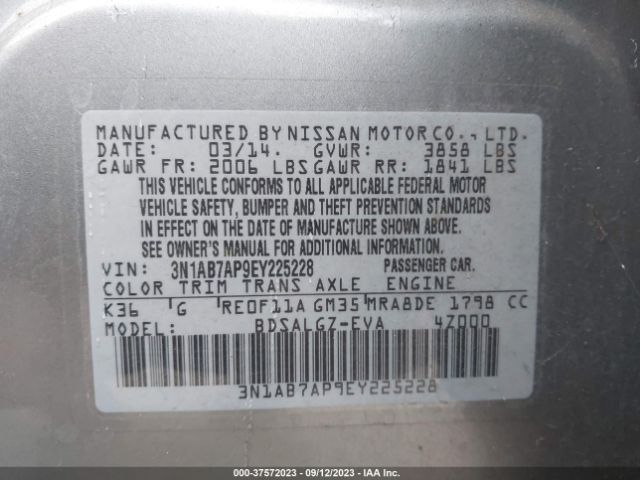 MANUFACTURED BY NISSAN MOTOR CO., LTD.
DATE: 03/14. GVWR: 3858 LBS
GAWR FR: 2006 LBS GAWR RR: 1841 LBS
THIS VEHICLE CONFORMS TO ALL APPLICABLE FEDERAL MOTOR
VEHICLE SAFETY, BUMPER AND THEFT PREVENTION STANDARDS
IN EFFECT ON THE DATE OF MANUFACTURE SHOWN ABOVE.
SEE OWNER'S MANUAL FOR ADDITIONAL INFORMATION.
VIN: 3N1AB7AP9EY225228 PASSENGER CAR.
COLOR TRIM TRANS AXLE ENGINE
K36 G RE0F11A GM35 MRA8DE 1798 CC
MODEL: BDSALGZ-EVA 4Z000
3N1AB7AP9EY225228
000-37572023 - 09/12/2023 - IAAI.com